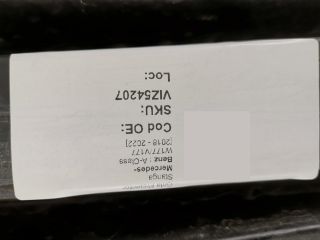 Stanga
Mercedes-
Benz : A-Class
W177/V177
[2018 - 2022]
Cod OE:
SKU:
VIZ54207
Loc: